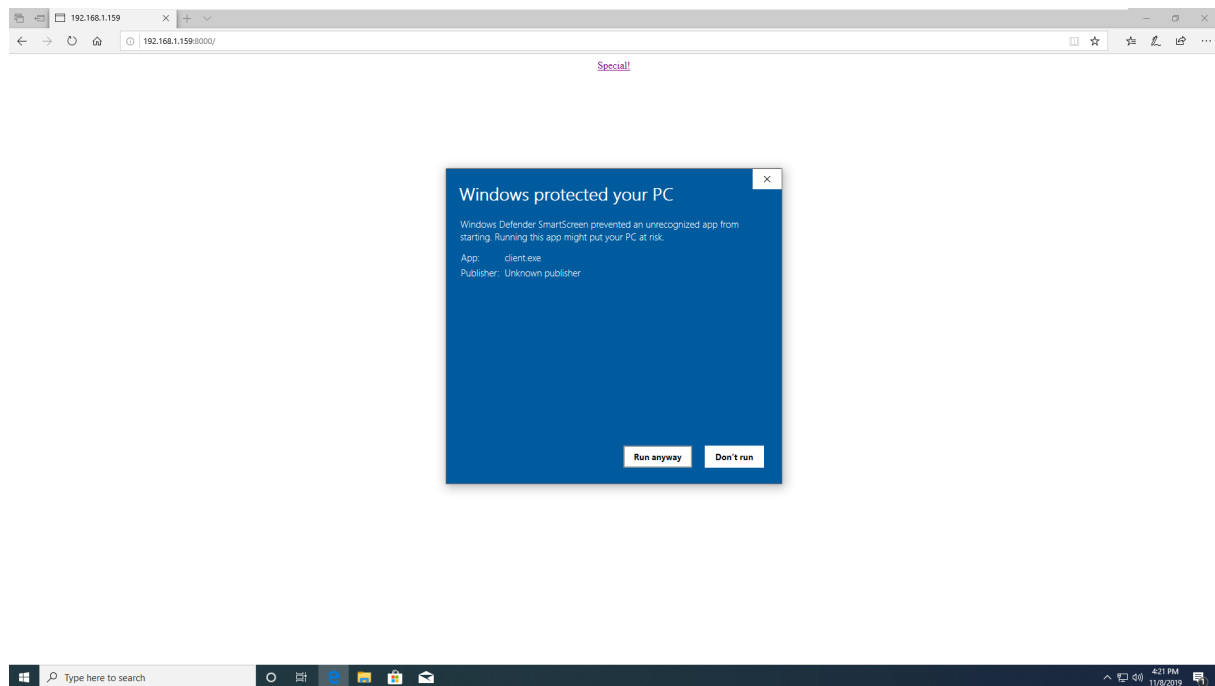 192.168.1.159
192.168.1.159:8000/
Special!
Windows protected your PC
Windows Defender SmartScreen prevented an unrecognized app from
starting. Running this app might put your PC at risk.
App: client.exe
Publisher: Unknown publisher
Run anyway Don't run
Type here to search
4:21 PM
11/8/2019